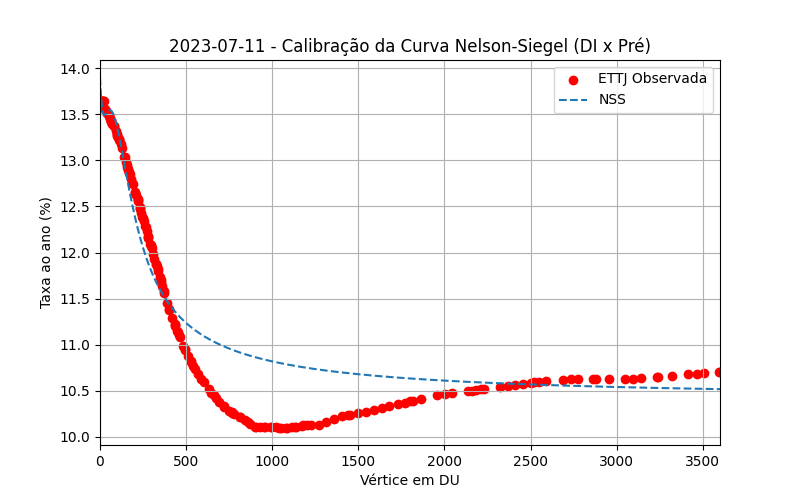 2023-07-11 - Calibração da Curva Nelson-Siegel (DI x Pré)
ETTJ Observada
NSS
Taxa ao ano (%)
14.0
13.5
13.0
12.5
12.0
11.5
11.0
10.5
10.0
0 500 1000 1500 2000 2500 3000 3500
Vértice em DU